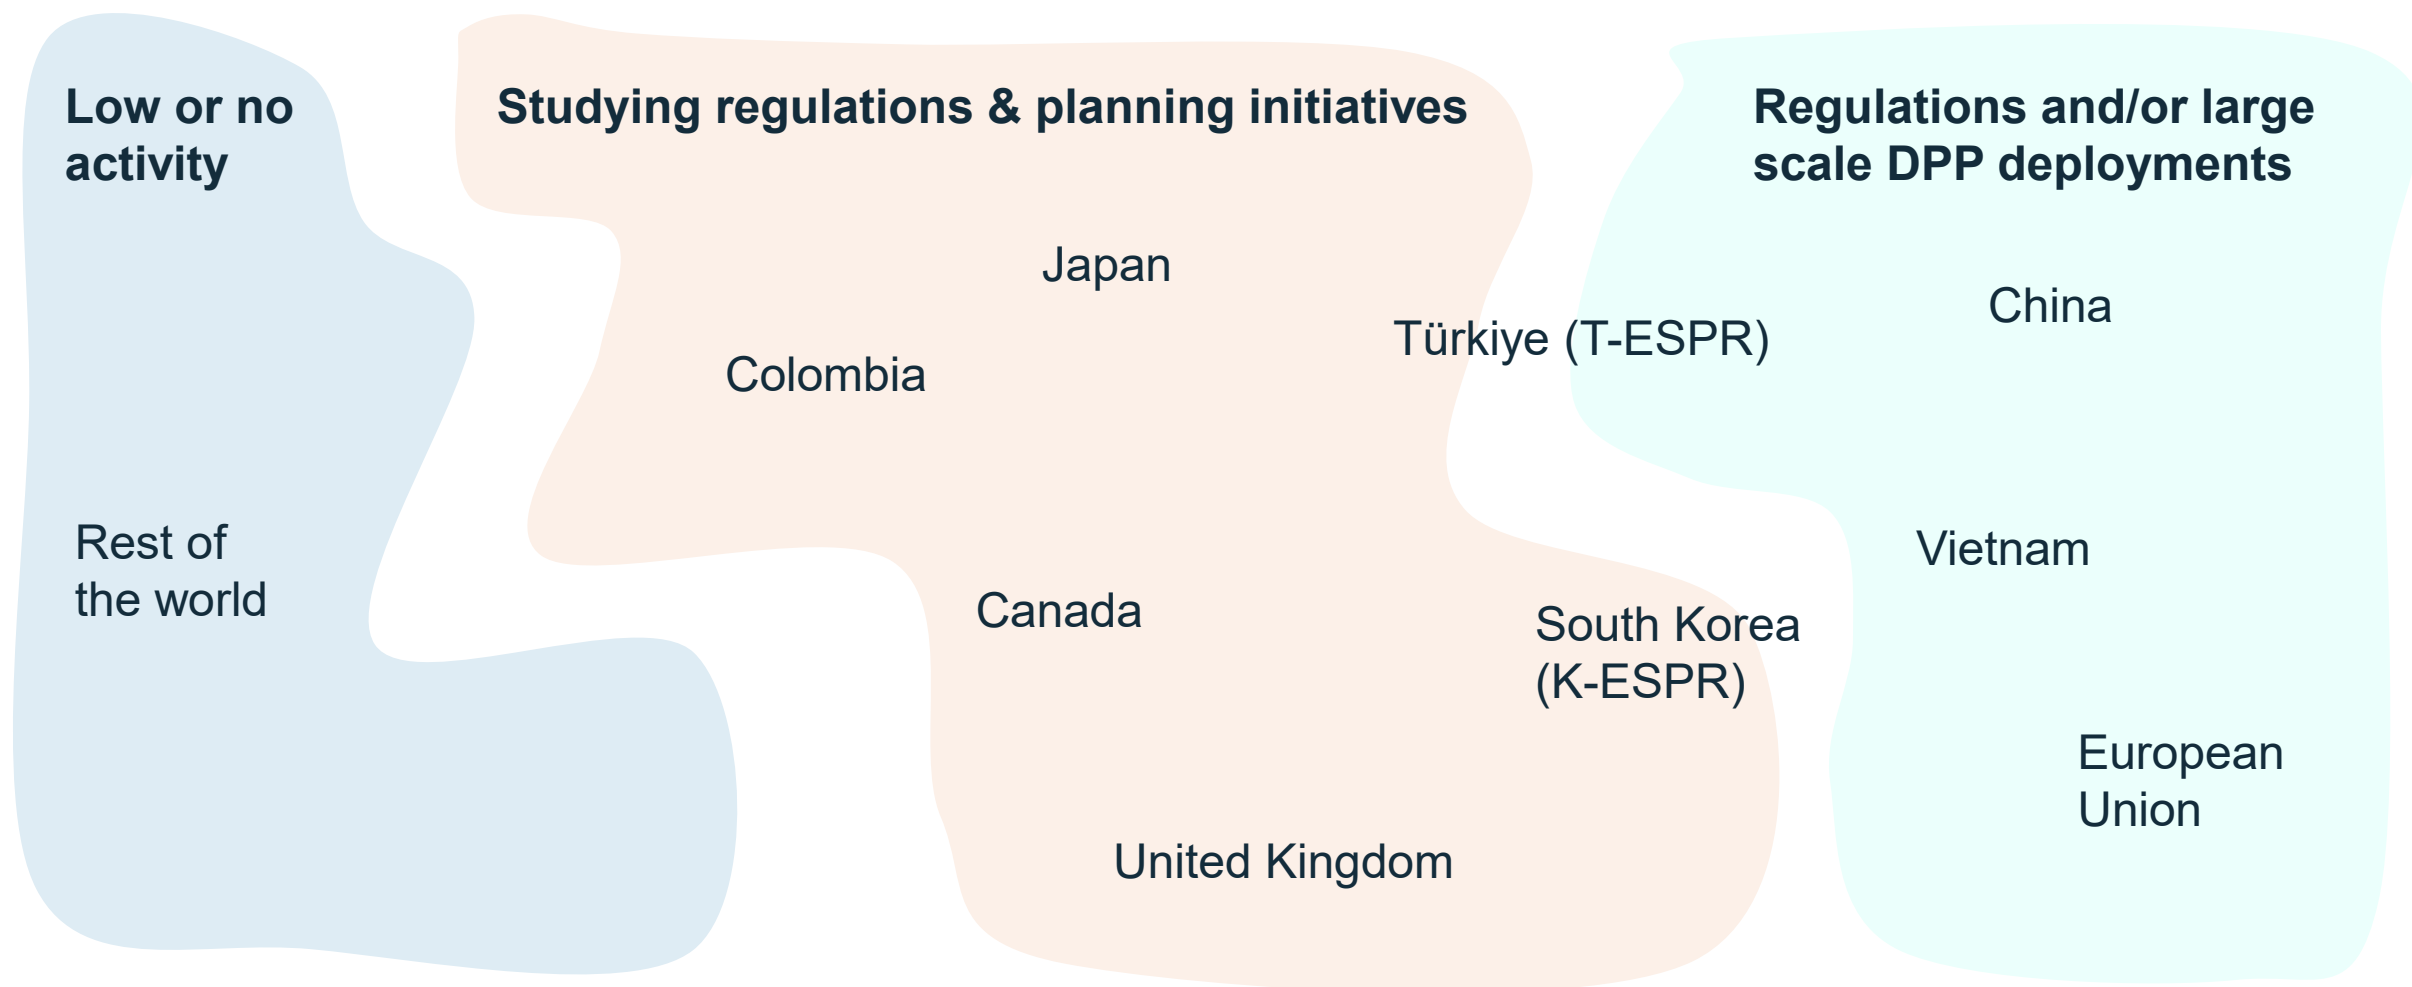 Low or no
activity
Rest of
the world
Studying regulations & planning initiatives
Japan
Colombia
Türkiye (T-ESPR)
Canada
South Korea
(K-ESPR)
United Kingdom
Regulations and/or large
scale DPP deployments
China
Vietnam
European
Union